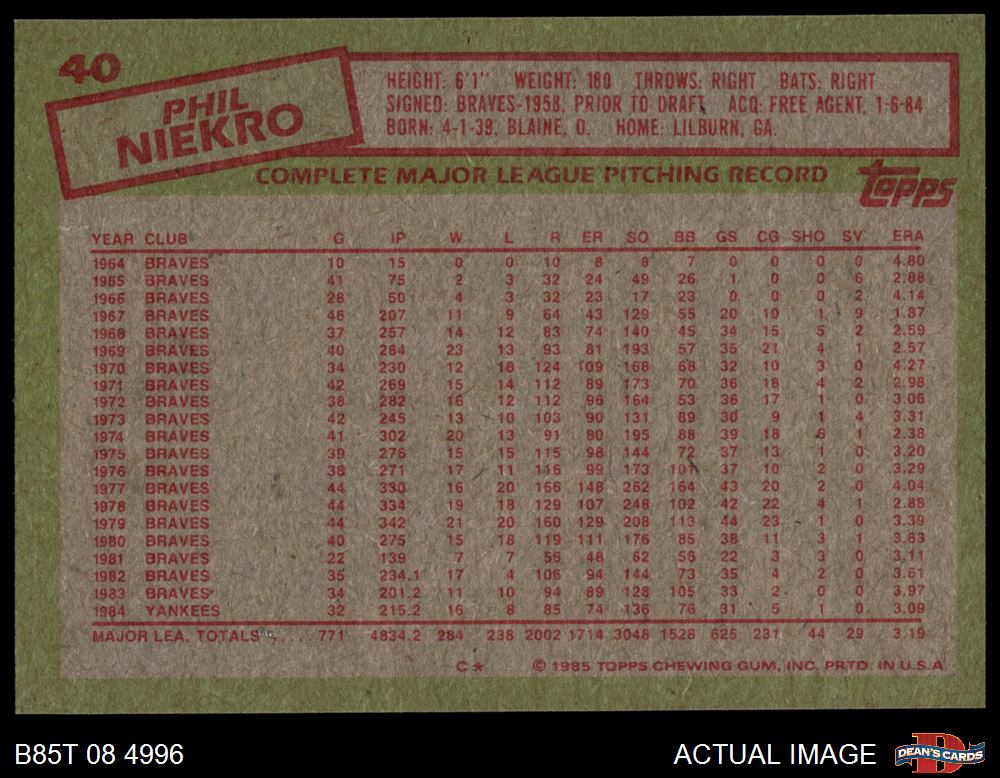 40
PHIL
NIEKRO
HEIGHT: 6'1" WEIGHT: 180 THROWS: RIGHT BATS: RIGHT
SIGNED: BRAVES-1958, PRIOR TO DRAFT ACQ: FREE AGENT, 1-6-84
BORN: 4-1-39, BLAINE, O. HOME: LILBURN, GA.
COMPLETE MAJOR LEAGUE PITCHING RECORD
topps
YEAR CLUB G IP W L R ER SO BB GS CG SHO SV ERA
1964 BRAVES 10 15 0 0 10 8 8 7 0 0 0 0 4.80
1965 BRAVES 41 75 2 3 32 24 49 26 1 0 0 6 2.88
1966 BRAVES 28 50 4 3 32 23 17 23 0 0 0 2 4.14
1967 BRAVES 46 207 11 9 64 43 129 55 20 10 1 9 1.87
1968 BRAVES 37 257 14 12 83 74 140 45 34 15 5 2 2.59
1969 BRAVES 40 284 23 13 93 81 193 57 35 21 4 1 2.57
1970 BRAVES 34 230 12 18 124 109 168 68 32 10 3 0 4.27
1971 BRAVES 42 269 15 14 112 89 173 70 36 18 4 2 2.98
1972 BRAVES 38 282 16 12 112 96 164 53 36 17 1 0 3.06
1973 BRAVES 42 245 13 10 103 90 131 89 30 9 1 4 3.31
1974 BRAVES 41 302 20 13 91 80 195 88 39 18 6 1 2.38
1975 BRAVES 39 276 15 15 115 98 144 72 37 13 1 0 3.20
1976 BRAVES 38 271 17 11 116 99 173 101 37 10 2 0 3.29
1977 BRAVES 44 330 16 20 166 148 262 164 43 20 2 0 4.04
1978 BRAVES 44 334 19 18 129 107 248 102 42 22 4 1 2.88
1979 BRAVES 44 342 21 20 160 129 208 113 44 23 1 0 3.39
1980 BRAVES 40 275 15 18 119 111 176 85 38 11 3 1 3.63
1981 BRAVES 22 139 7 7 56 48 62 56 22 3 3 0 3.11
1982 BRAVES 35 234.1 17 4 106 94 144 73 35 4 2 0 3.61
1983 BRAVES 34 201.2 11 10 94 89 128 105 33 2 0 0 3.97
1984 YANKEES 32 215.2 16 8 85 74 136 76 31 5 1 0 3.09
MAJOR LEA. TOTALS ..... 771 4834.2 284 238 2002 1714 3048 1528 625 231 44 29 3.19
C★ © 1985 TOPPS CHEWING GUM, INC. PRTD. IN U.S.A.
B85T 08 4996
ACTUAL IMAGE
D
DEAN'S CARDS